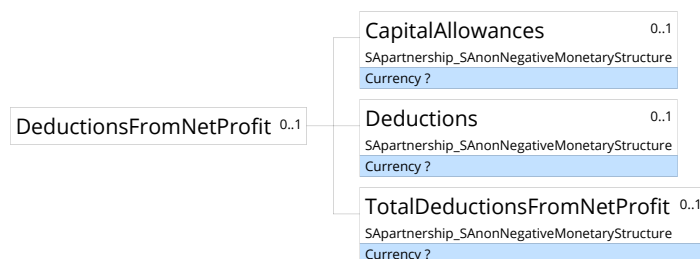 CapitalAllowances 0..1
SApartnership_SAnonNegativeMonetaryStructure
Currency ?
DeductionsFromNetProfit 0..1
Deductions 0..1
SApartnership_SAnonNegativeMonetaryStructure
Currency ?
TotalDeductionsFromNetProfit 0..1
SApartnership_SAnonNegativeMonetaryStructure
Currency ?